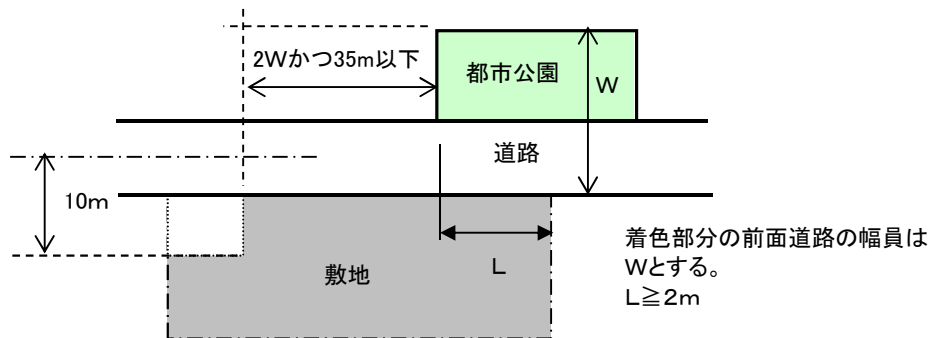 2Wかつ35m以下
都市公園
W
道路
10m
L
敷地
着色部分の前面道路の幅員は
Wとする。
L≧2m